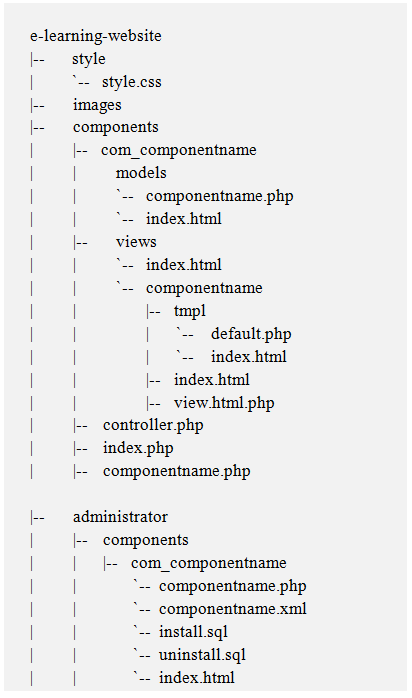 e-learning-website
|-- style
| `-- style.css
|-- images
|-- components
| |-- com_componentname
| | models
| | `-- componentname.php
| | `-- index.html
| |-- views
| | `-- index.html
| | `-- componentname
| | |-- tmpl
| | | `-- default.php
| | | `-- index.html
| | |-- index.html
| | |-- view.html.php
| |-- controller.php
| |-- index.php
| |-- componentname.php
|-- administrator
| |-- components
| | |-- com_componentname
| | `-- componentname.php
| | `-- componentname.xml
| | `-- install.sql
| | `-- uninstall.sql
| | `-- index.html